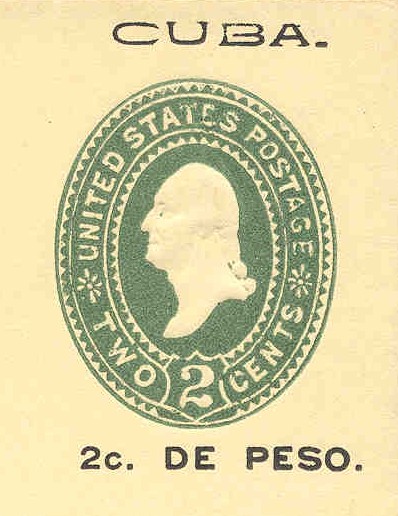 CUBA.
UNITED STATES POSTAGE
TWO 2 CENTS
2c. DE PESO.